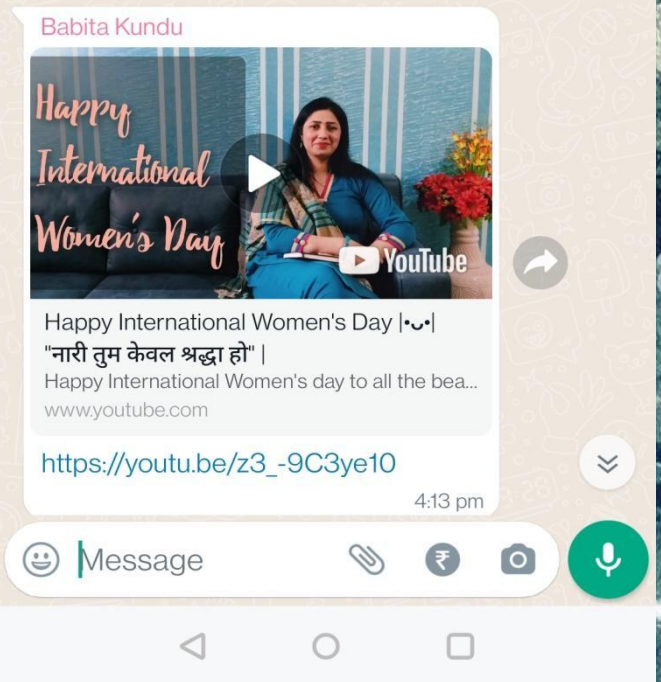 Babita Kundu
Happy
International
Women's Day
YouTube
Happy International Women's Day |•ᴗ•|
"नारी तुम केवल श्रद्धा हो" |
Happy International Women's day to all the bea...
www.youtube.com
https://youtu.be/z3_-9C3ye10
4:13 pm
Message
₹